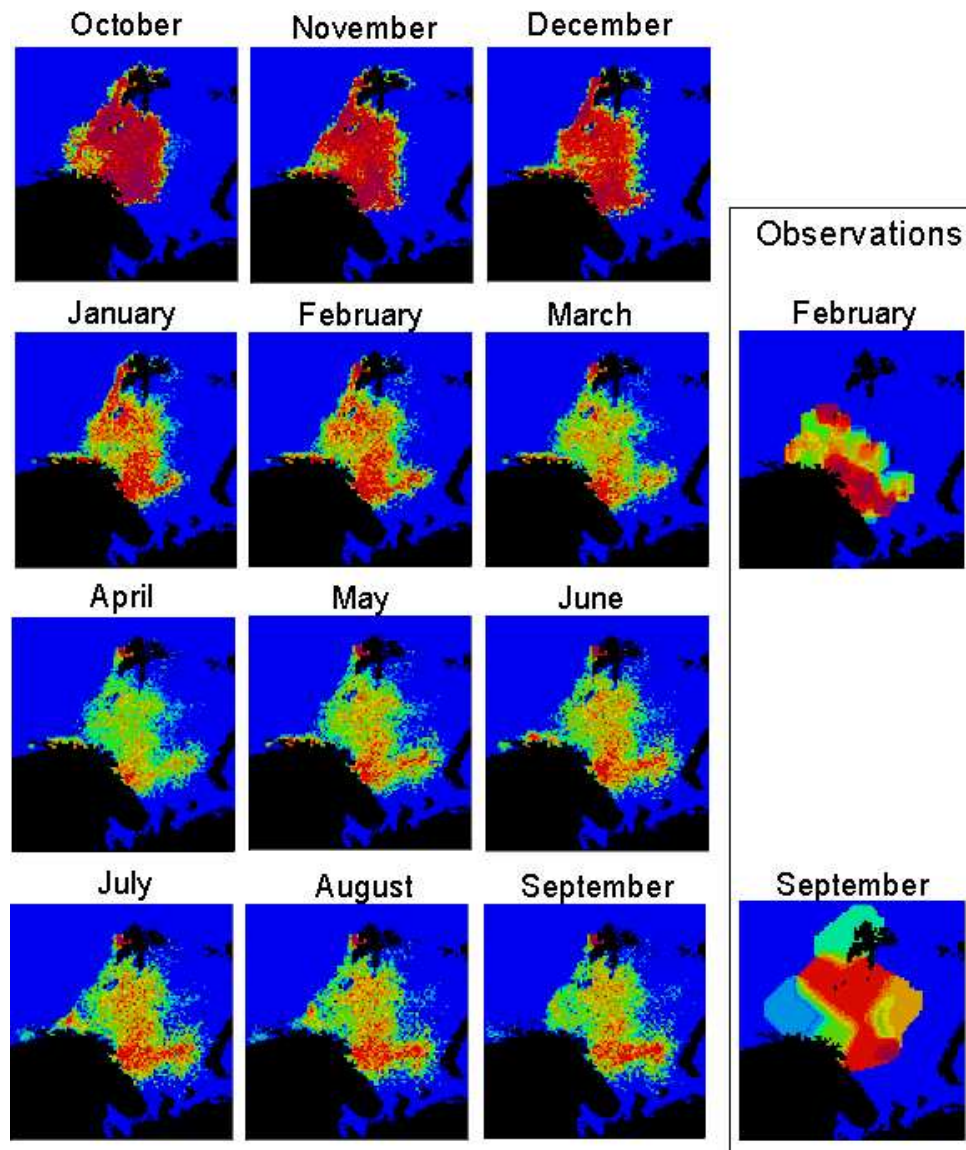 October November December
Observations
January February March February
April May June
July August September September